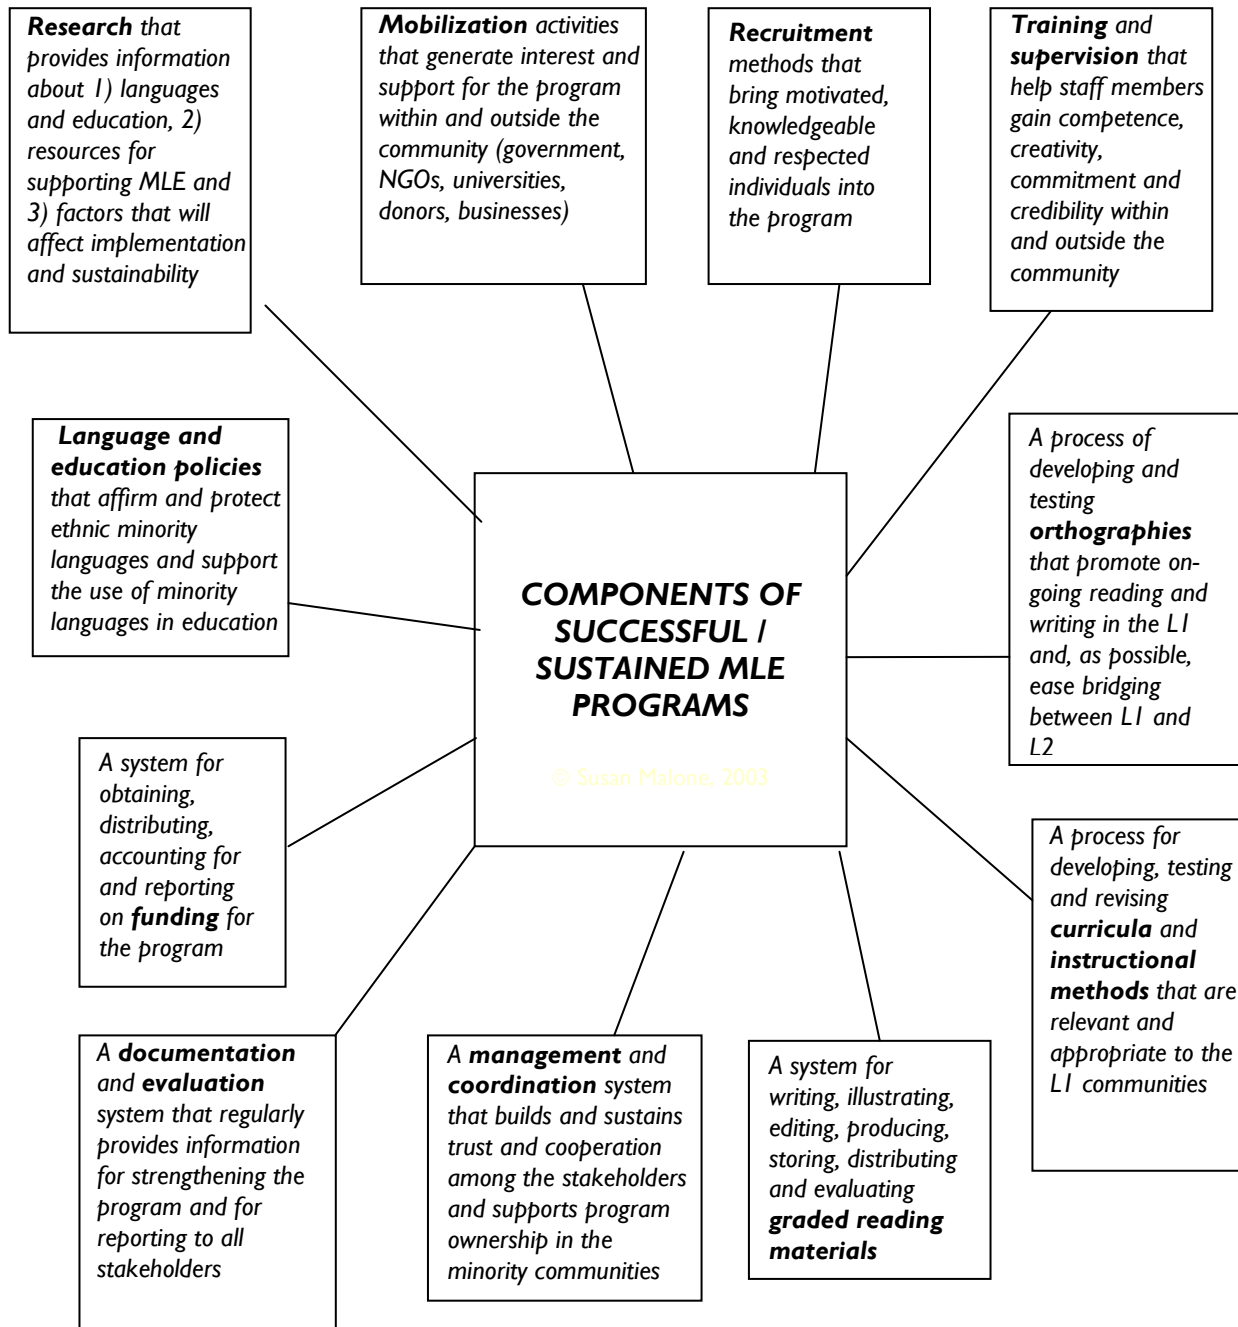 Research that
provides information
about 1) languages
and education, 2)
resources for
supporting MLE and
3) factors that will
affect implementation
and sustainability
Mobilization activities
that generate interest and
support for the program
within and outside the
community (government,
NGOs, universities,
donors, businesses)
Recruitment
methods that
bring motivated,
knowledgeable
and respected
individuals into
the program
Training and
supervision that
help staff members
gain competence,
creativity,
commitment and
credibility within
and outside the
community
Language and
education policies
that affirm and protect
ethnic minority
languages and support
the use of minority
languages in education
COMPONENTS OF
SUCCESSFUL /
SUSTAINED MLE
PROGRAMS
© Susan Malone, 2003
A process of
developing and
testing
orthographies
that promote on-
going reading and
writing in the L1
and, as possible,
ease bridging
between L1 and
L2
A system for
obtaining,
distributing,
accounting for
and reporting
on funding for
the program
A process for
developing, testing
and revising
curricula and
instructional
methods that are
relevant and
appropriate to the
L1 communities
A documentation
and evaluation
system that regularly
provides information
for strengthening the
program and for
reporting to all
stakeholders
A management and
coordination system
that builds and sustains
trust and cooperation
among the stakeholders
and supports program
ownership in the
minority communities
A system for
writing, illustrating,
editing, producing,
storing, distributing
and evaluating
graded reading
materials